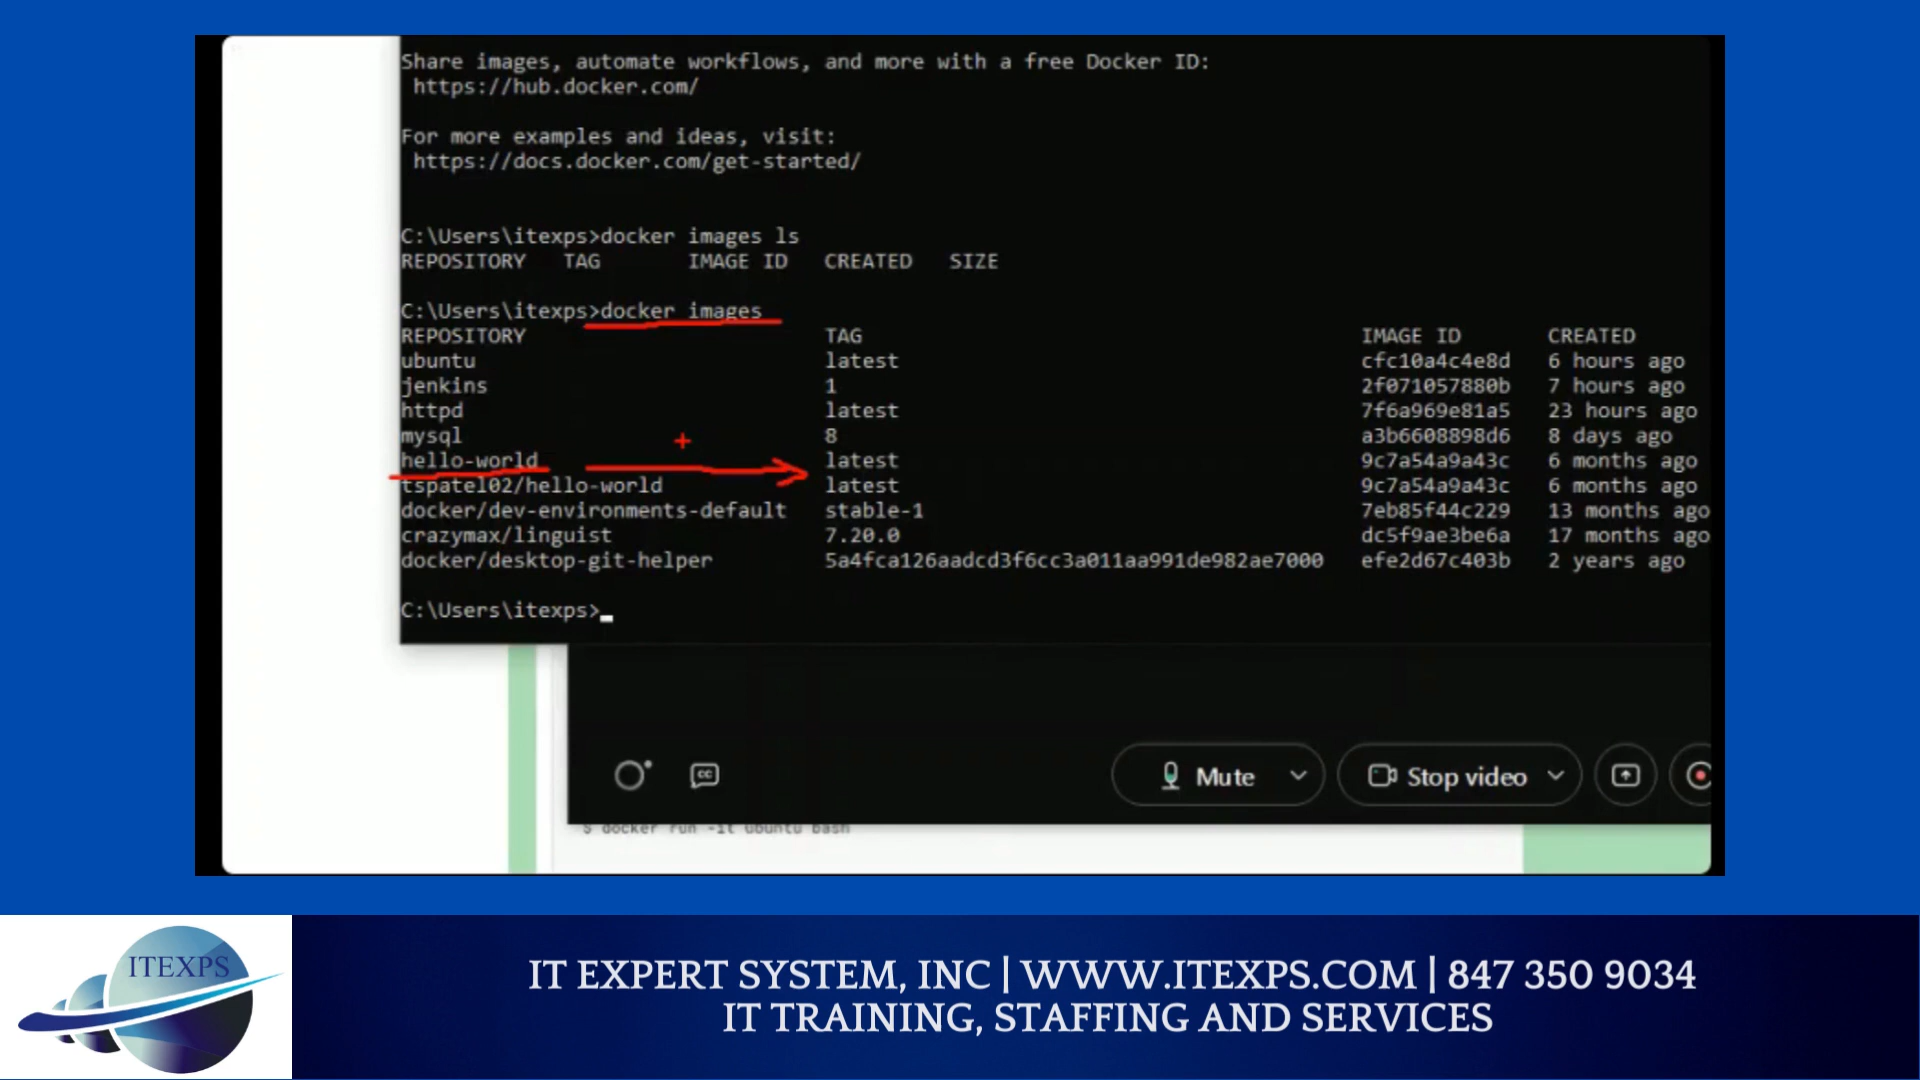 Share images, automate workflows, and more with a free Docker ID:
https://hub.docker.com/
For more examples and ideas, visit:
https://docs.docker.com/get-started/
C:\Users\itexps>docker images ls
REPOSITORY TAG IMAGE ID CREATED SIZE
C:\Users\itexps>docker images
REPOSITORY TAG IMAGE ID CREATED
ubuntu latest cfc10a4c4e8d 6 hours ago
jenkins 1 2f071057880b 7 hours ago
httpd latest 7f6a969e81a5 23 hours ago
mysql 8 a3b6608898d6 8 days ago
hello-world latest 9c7a54a9a43c 6 months ago
tspatel02/hello-world latest 9c7a54a9a43c 6 months ago
docker/dev-environments-default stable-1 7eb85f44c229 13 months ago
crazymax/linguist 7.20.0 dc5f9ae3be6a 17 months ago
docker/desktop-git-helper 5a4fca126aadcd3f6cc3a011aa991de982ae7000 efe2d67c403b 2 years ago
C:\Users\itexps>
CC Mute Stop video
$ docker run -it ubuntu bash
ITEXPS
IT EXPERT SYSTEM, INC | WWW.ITEXPS.COM | 847 350 9034
IT TRAINING, STAFFING AND SERVICES